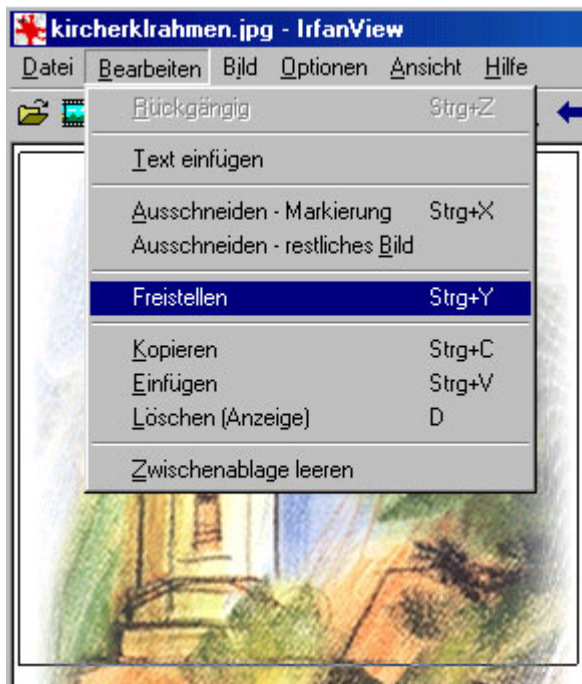 kircherklrahmen.jpg - IrfanView
Datei Bearbeiten Bild Optionen Ansicht Hilfe
Rückgängig Strg+Z
Text einfügen
Ausschneiden - Markierung Strg+X
Ausschneiden - restliches Bild
Freistellen Strg+Y
Kopieren Strg+C
Einfügen Strg+V
Löschen (Anzeige) D
Zwischenablage leeren